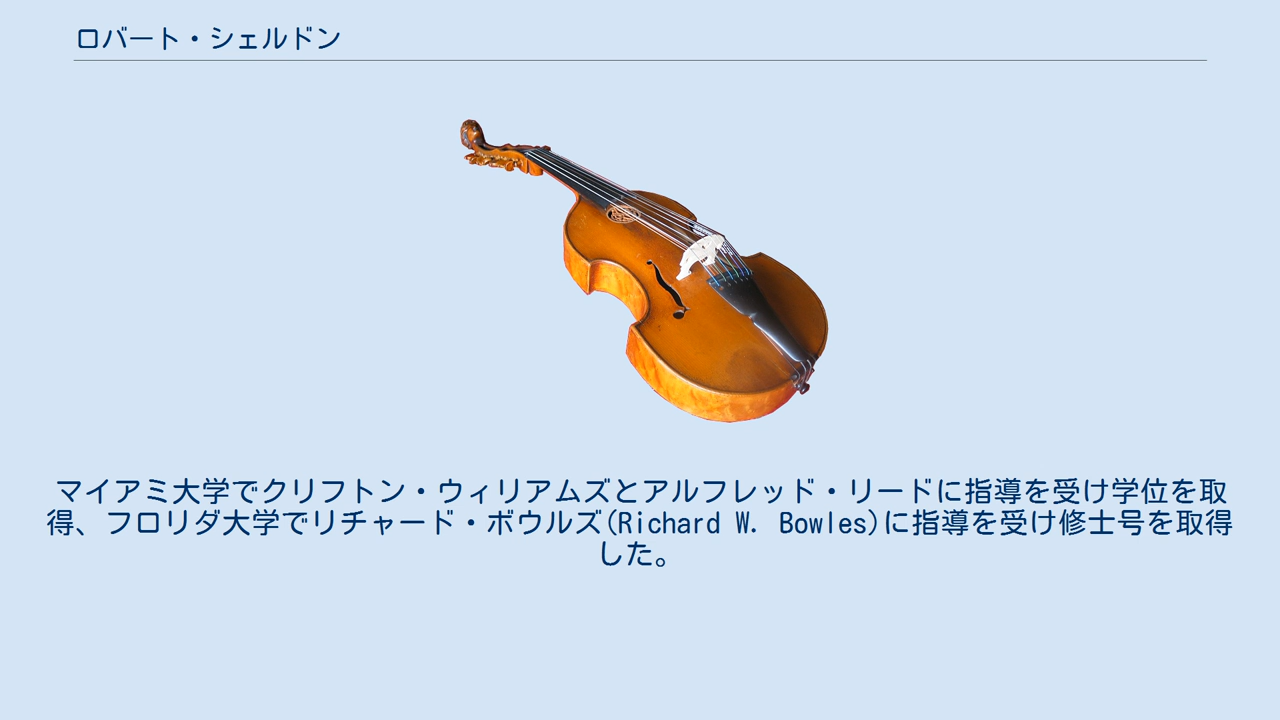 ロバート・シェルドン
マイアミ大学でクリフトン・ウィリアムズとアルフレッド・リードに指導を受け学位を取
得、フロリダ大学でリチャード・ボウルズ(Richard W. Bowles)に指導を受け修士号を取得
した。